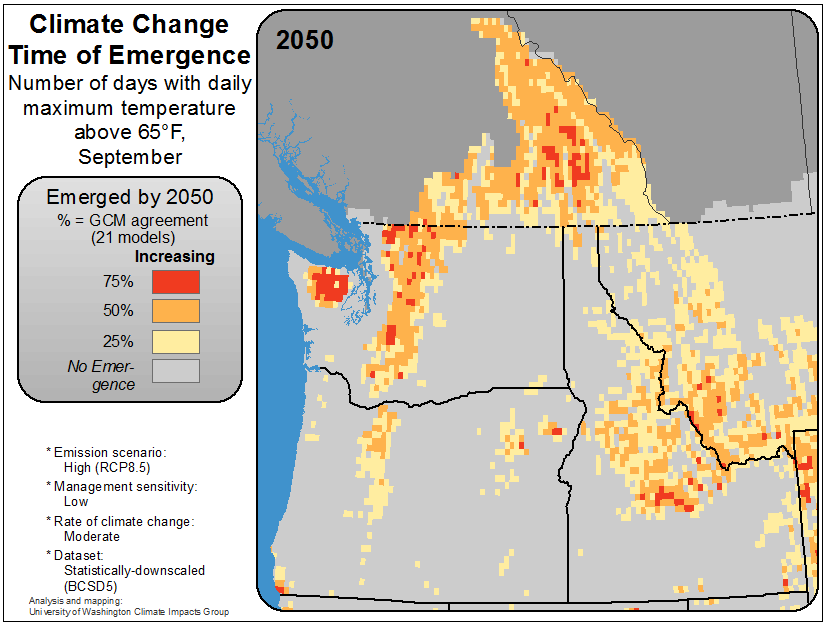 Climate Change
Time of Emergence
Number of days with daily
maximum temperature
above 65°F,
September
2050
Emerged by 2050
% = GCM agreement
(21 models)
Increasing
75%
50%
25%
No Emer-
gence
* Emission scenario:
High (RCP8.5)
* Management sensitivity:
Low
* Rate of climate change:
Moderate
* Dataset:
Statistically-downscaled
(BCSD5)
Analysis and mapping:
University of Washington Climate Impacts Group